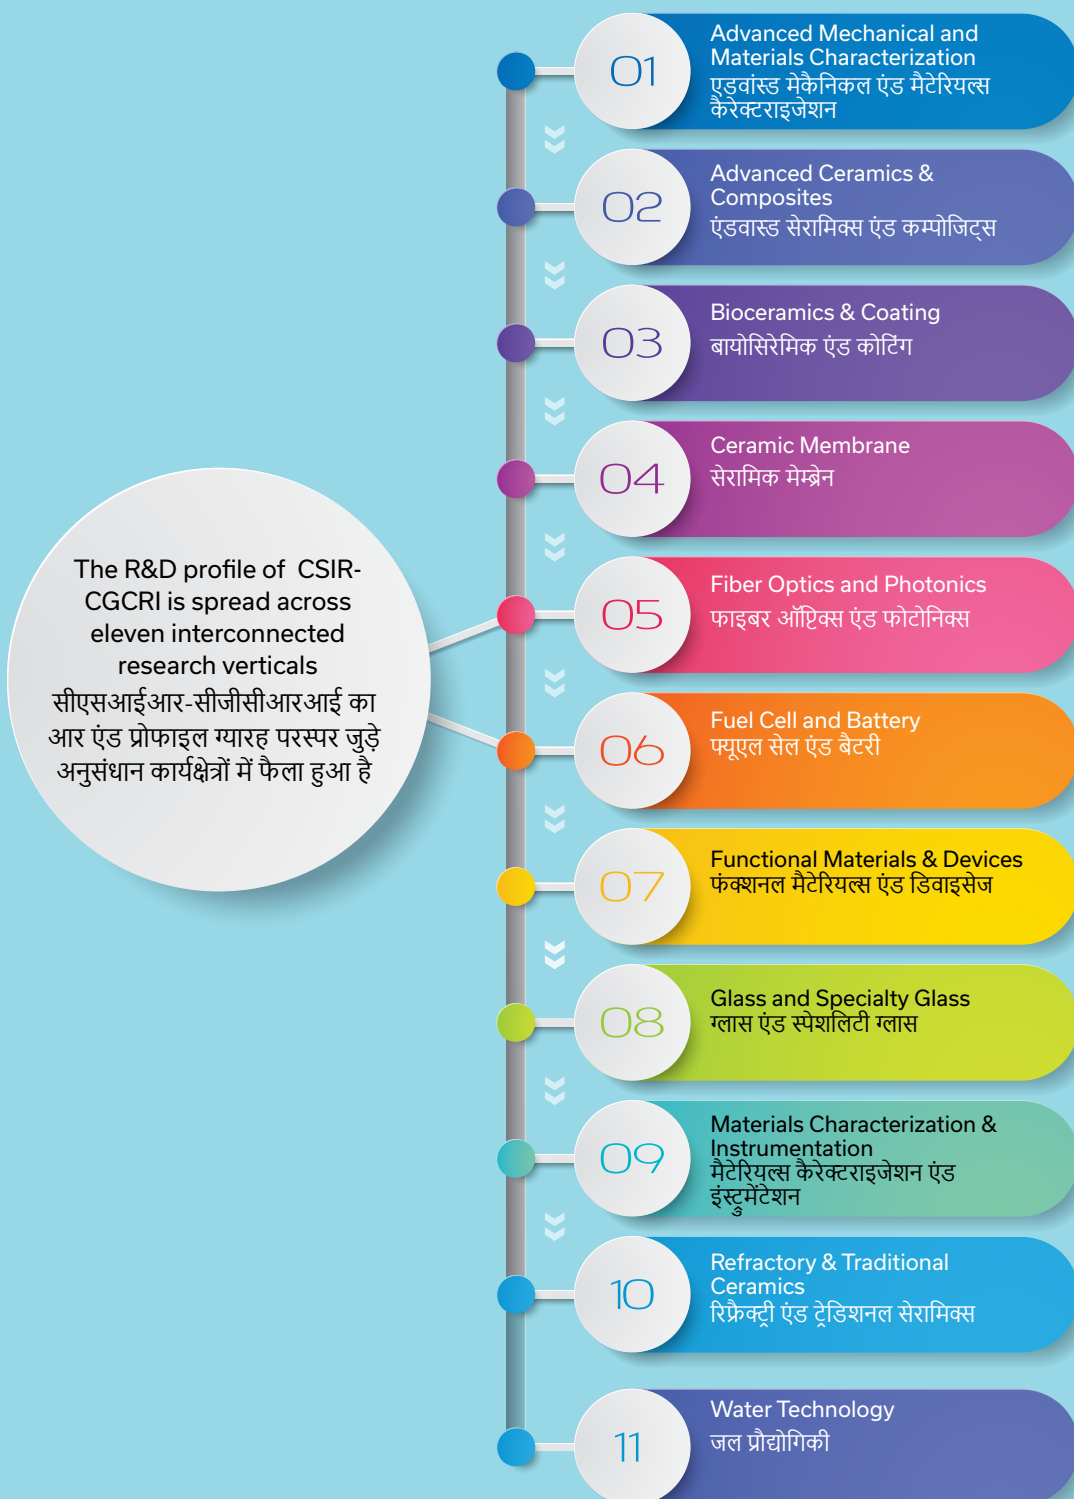 The R&D profile of CSIR-
CGCRI is spread across
eleven interconnected
research verticals
सीएसआईआर-सीजीसीआरआई का
आर एंड प्रोफाइल ग्यारह परस्पर जुड़े
अनुसंधान कार्यक्षेत्रों में फैला हुआ है
01
Advanced Mechanical and
Materials Characterization
एडवांस्ड मेकैनिकल एंड मैटेरियल्स
कैरेक्टराइजेशन
02
Advanced Ceramics &
Composites
एंडवास्ड सेरामिक्स एंड कम्पोजिट्स
03
Bioceramics & Coating
बायोसिरेमिक एंड कोटिंग
04
Ceramic Membrane
सेरामिक मेम्ब्रेन
05
Fiber Optics and Photonics
फाइबर ऑप्टिक्स एंड फोटोनिक्स
06
Fuel Cell and Battery
फ्यूएल सेल एंड बैटरी
07
Functional Materials & Devices
फंक्शनल मैटेरियल्स एंड डिवाइसेज
08
Glass and Specialty Glass
ग्लास एंड स्पेशलिटी ग्लास
09
Materials Characterization &
Instrumentation
मैटेरियल्स कैरेक्टराइजेशन एंड
इंस्ट्रुमेंटेशन
10
Refractory & Traditional
Ceramics
रिफ्रैक्ट्री एंड ट्रेडिशनल सेरामिक्स
11
Water Technology
जल प्रौद्योगिकी